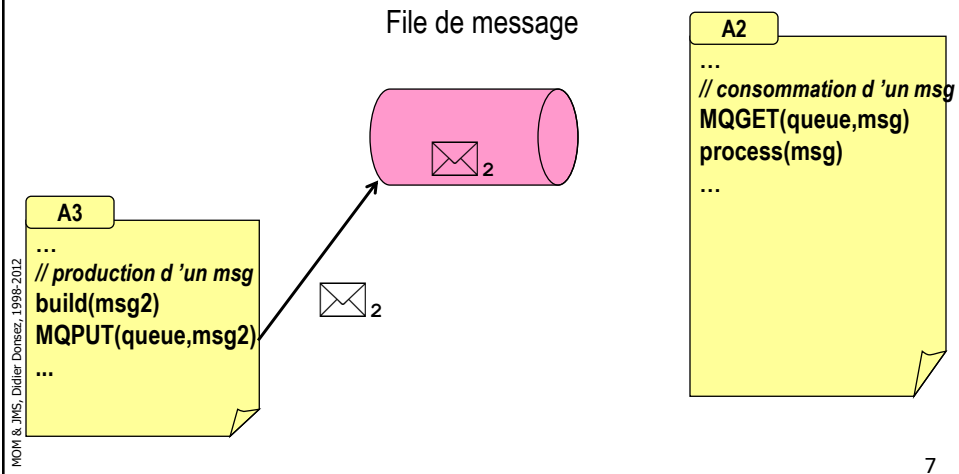 File de message
A2
…
// consommation d ’un msg
MQGET(queue,msg)
process(msg)
…
2
A3
…
// production d ’un msg
build(msg2)
MQPUT(queue,msg2)
...
2
MOM & JMS, Didier Donsez, 1998-2012
7